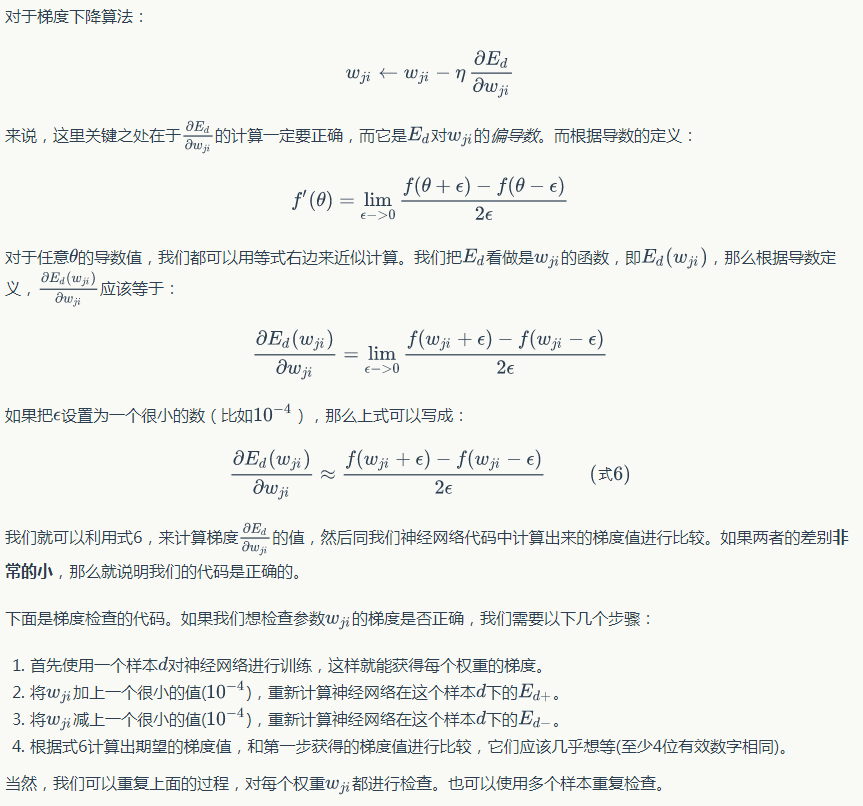 对于梯度下降算法：
$$w_{ji} \leftarrow w_{ji} - \eta \frac{\partial E_d}{\partial w_{ji}}$$
来说，这里关键之处在于$\frac{\partial E_d}{\partial w_{ji}}$的计算一定要正确，而它是$E_d$对$w_{ji}$的偏导数。而根据导数的定义：
$$f'(\theta) = \lim_{\epsilon->0} \frac{f(\theta+\epsilon) - f(\theta-\epsilon)}{2\epsilon}$$
对于任意$\theta$的导数值，我们都可以用等式右边来近似计算。我们把$E_d$看做是$w_{ji}$的函数，即$E_d(w_{ji})$，那么根据导数定
义，$\frac{\partial E_d(w_{ji})}{\partial w_{ji}}$应该等于：
$$\frac{\partial E_d(w_{ji})}{\partial w_{ji}} = \lim_{\epsilon->0} \frac{f(w_{ji}+\epsilon) - f(w_{ji}-\epsilon)}{2\epsilon}$$
如果把$\epsilon$设置为一个很小的数（比如$10^{-4}$），那么上式可以写成：
$$\frac{\partial E_d(w_{ji})}{\partial w_{ji}} \approx \frac{f(w_{ji}+\epsilon) - f(w_{ji}-\epsilon)}{2\epsilon} \qquad (式6)$$
我们就可以利用式6，来计算梯度$\frac{\partial E_d}{\partial w_{ji}}$的值，然后同我们神经网络代码中计算出来的梯度值进行比较。如果两者的差别非
常的小，那么就说明我们的代码是正确的。
下面是梯度检查的代码。如果我们想检查参数$w_{ji}$的梯度是否正确，我们需要以下几个步骤：
1. 首先使用一个样本$d$对神经网络进行训练，这样就能获得每个权重的梯度。
2. 将$w_{ji}$加上一个很小的值($10^{-4}$)，重新计算神经网络在这个样本$d$下的$E_{d+}$。
3. 将$w_{ji}$减上一个很小的值($10^{-4}$)，重新计算神经网络在这个样本$d$下的$E_{d-}$。
4. 根据式6计算出期望的梯度值，和第一步获得的梯度值进行比较，它们应该几乎想等(至少4位有效数字相同)。
当然，我们可以重复上面的过程，对每个权重$w_{ji}$都进行检查。也可以使用多个样本重复检查。